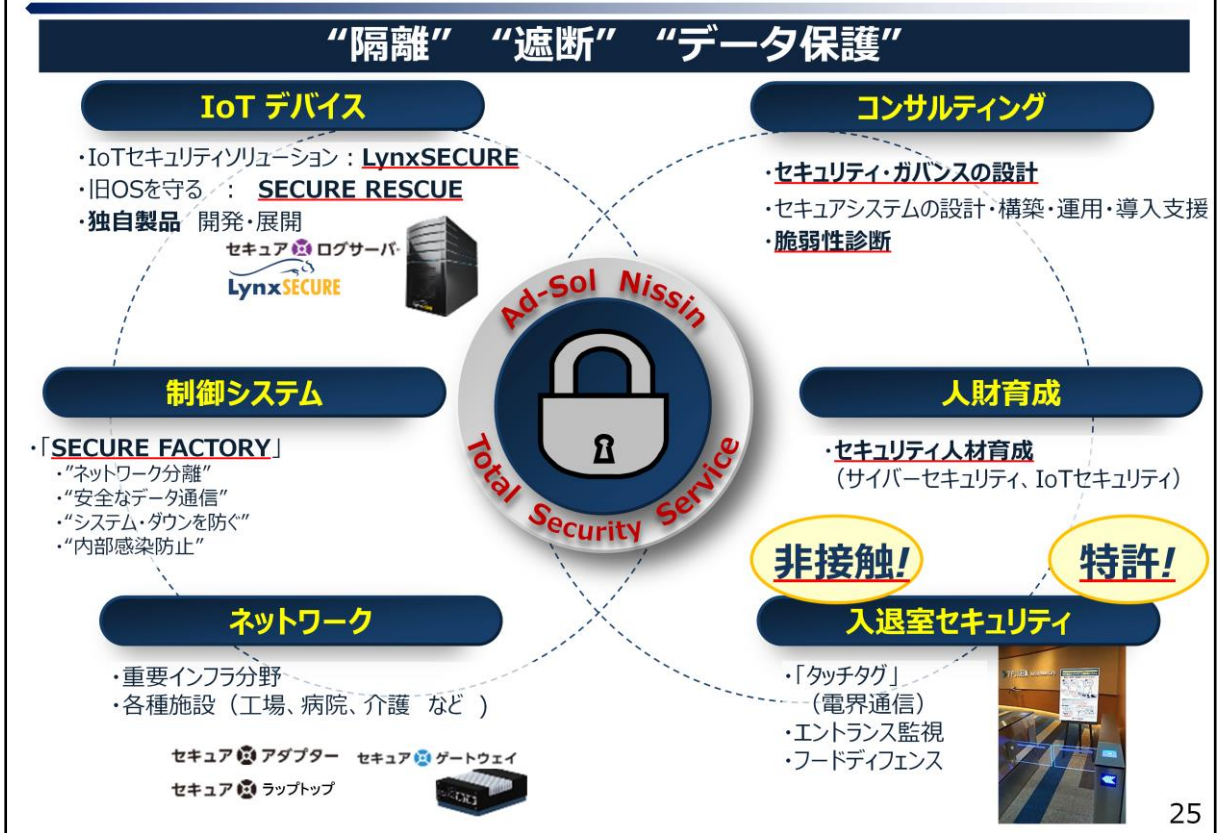 “隔離” “遮断” “データ保護”
IoT デバイス
・IoTセキュリティソリューション：LynxSECURE
・旧OSを守る ： SECURE RESCUE
・独自製品 開発・展開
セキュア ログサーバ-
LynxSECURE
制御システム
・「SECURE FACTORY」
・”ネットワーク分離”
・“安全なデータ通信”
・“システム・ダウンを防ぐ”
・“内部感染防止”
ネットワーク
・重要インフラ分野
・各種施設（工場、病院、介護 など ）
セキュア アダプター セキュア ゲートウェイ
セキュア ラップトップ
Ad-Sol Nissin
Total Security Service
コンサルティング
・セキュリティ・ガバンスの設計
・セキュアシステムの設計・構築・運用・導入支援
・脆弱性診断
人財育成
・セキュリティ人材育成
（サイバーセキュリティ、IoTセキュリティ）
非接触!
特許!
入退室セキュリティ
・「タッチタグ」
（電界通信）
・エントランス監視
・フードディフェンス
25